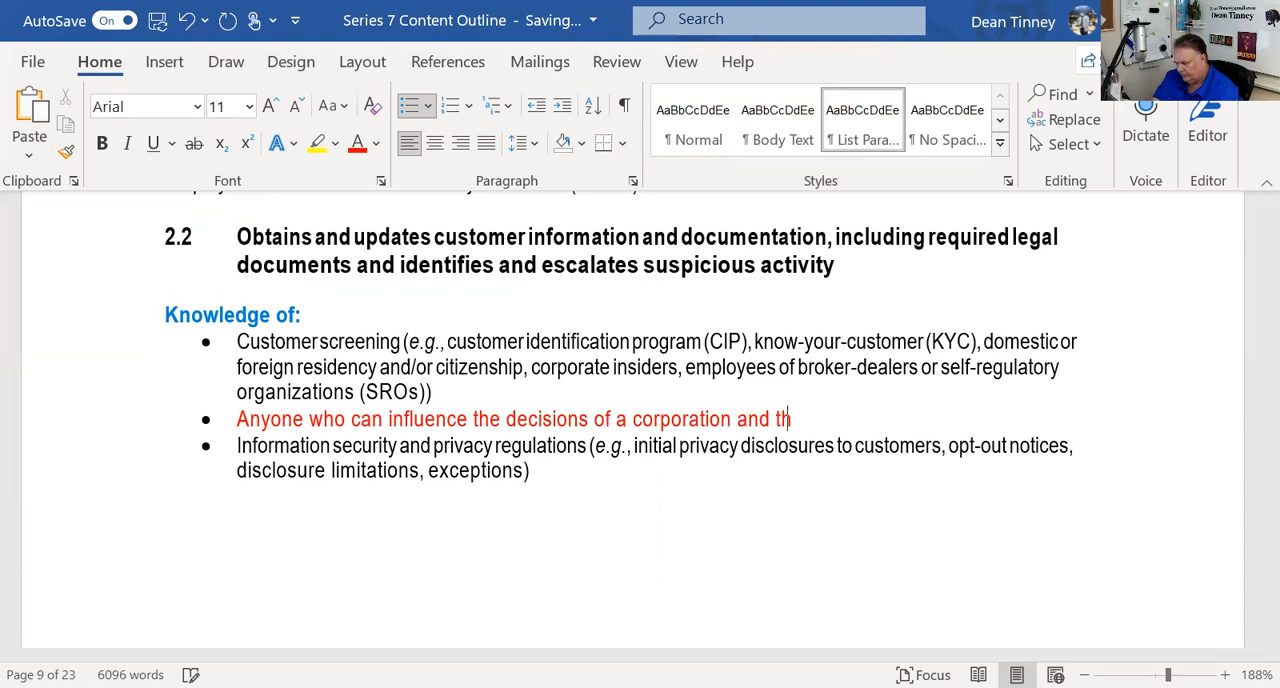 AutoSave On Series 7 Content Outline - Saving... Search Dean Tinney
File Home Insert Draw Design Layout References Mailings Review View Help
Paste
Arial 11 A A Aa A
B I U ab x2 x2 A A
AaBbCcDdEe AaBbCcDdEe AaBbCcDdEe AaBbCcDdEe
¶ Normal ¶ Body Text ¶ List Para... ¶ No Spaci...
Find
Replace
Select
Dictate
Editor
Clipboard Font Paragraph Styles Editing Voice Editor
2.2 Obtains and updates customer information and documentation, including required legal
documents and identifies and escalates suspicious activity
Knowledge of:
• Customer screening (e.g., customer identification program (CIP), know-your-customer (KYC), domestic or
foreign residency and/or citizenship, corporate insiders, employees of broker-dealers or self-regulatory
organizations (SROs))
• Anyone who can influence the decisions of a corporation and th
• Information security and privacy regulations (e.g., initial privacy disclosures to customers, opt-out notices,
disclosure limitations, exceptions)
Page 9 of 23 6096 words Focus 188%